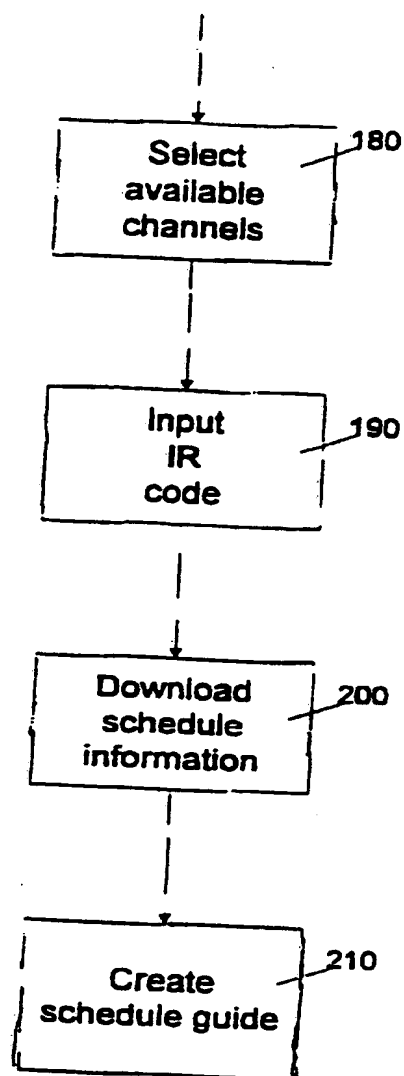 180
Select
available
channels
190
Input
IR
code
200
Download
schedule
information
210
Create
schedule guide